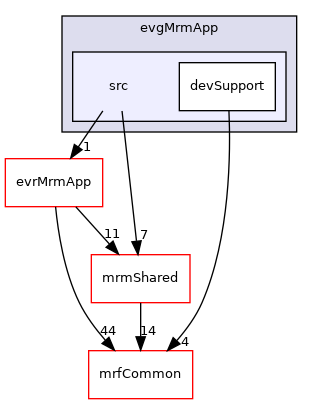 evgMrmApp
src
devSupport
1
evrMrmApp
11
7
mrmShared
44
14
4
mrfCommon